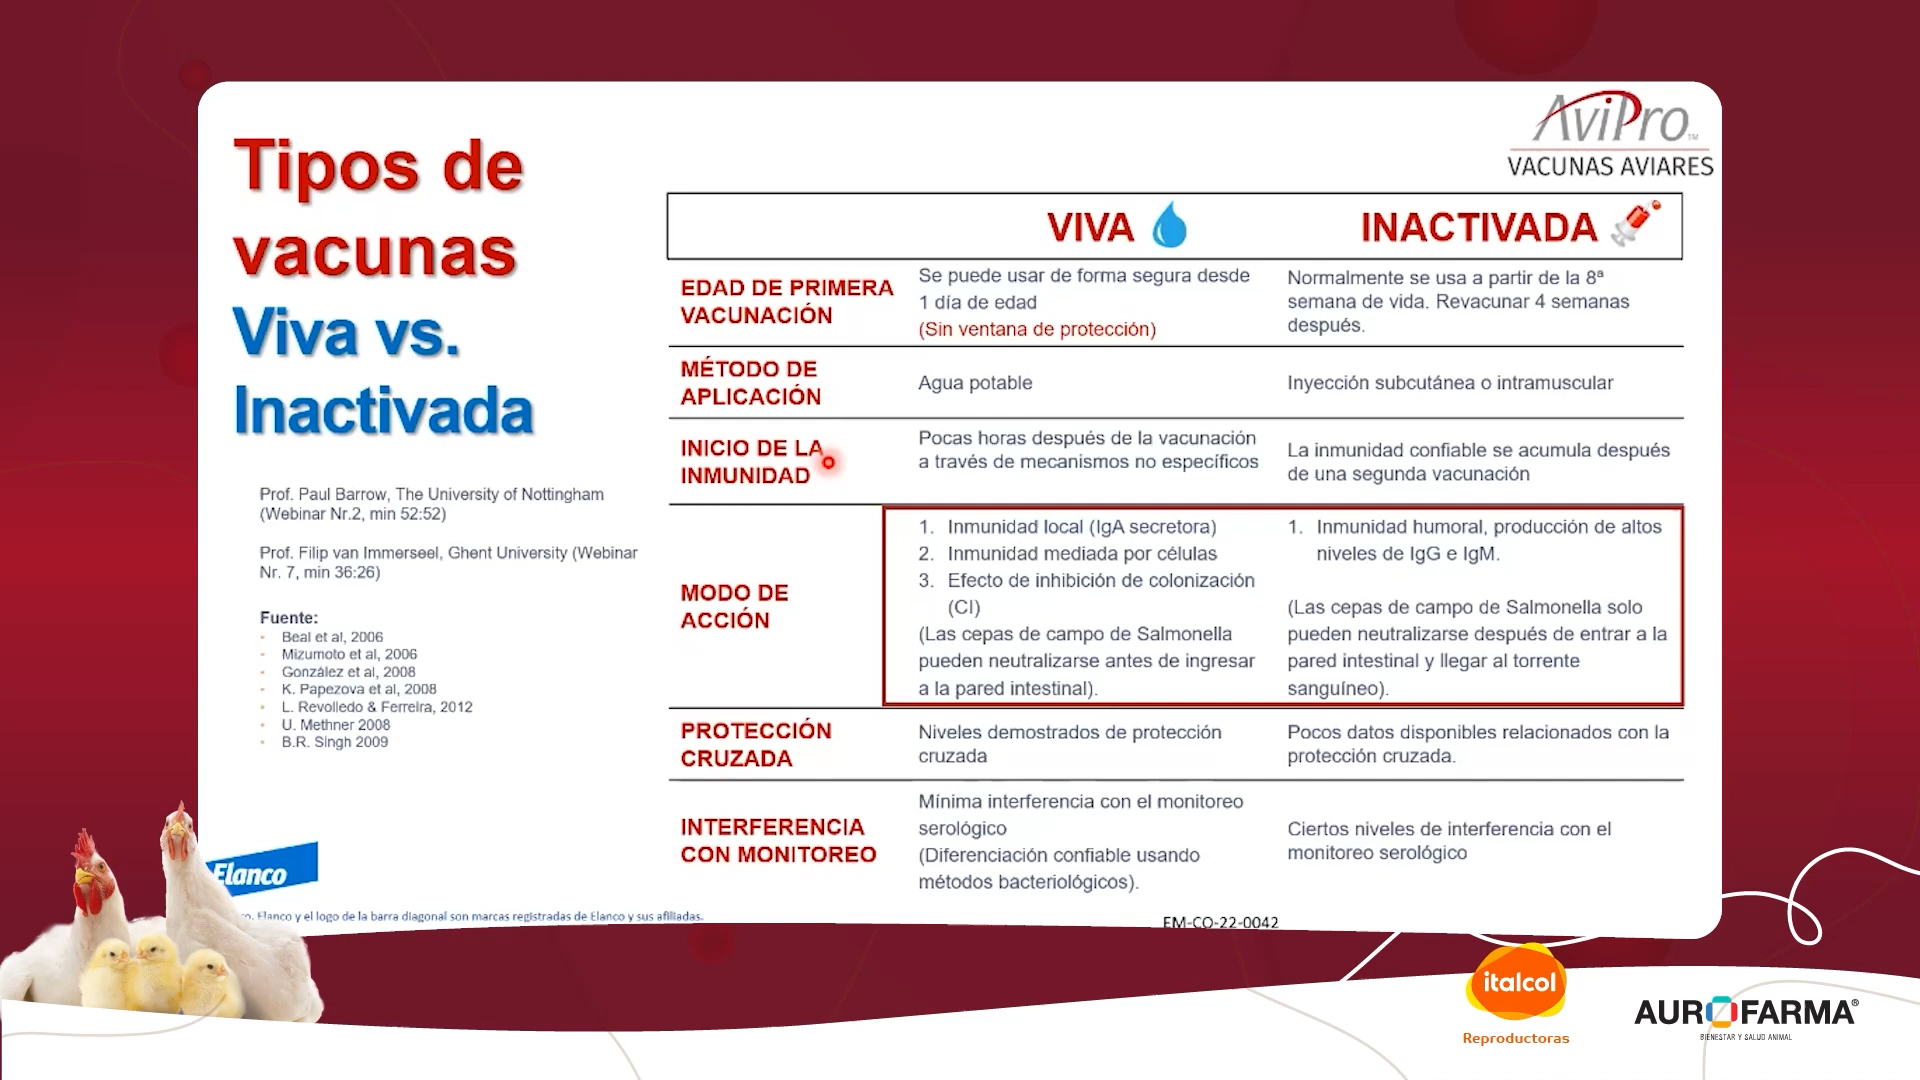 Tipos de
vacunas
Viva vs.
Inactivada
Prof. Paul Barrow, The University of Nottingham
(Webinar Nr.2, min 52:52)
Prof. Filip van Immerseel, Ghent University (Webinar
Nr. 7, min 36:26)
Fuente:
Beal et al, 2006
Mizumoto et al, 2006
González et al, 2008
K. Papezova et al, 2008
L. Revolledo & Ferreira, 2012
U. Methner 2008
B.R. Singh 2009
Elanco
Elanco y el logo de la barra diagonal son marcas registradas de Elanco y sus afiliadas.
AviPro™
VACUNAS AVIARES
VIVA
INACTIVADA
EDAD DE PRIMERA
VACUNACIÓN
Se puede usar de forma segura desde
1 día de edad
(Sin ventana de protección)
Normalmente se usa a partir de la 8ª
semana de vida. Revacunar 4 semanas
después.
MÉTODO DE
APLICACIÓN
Agua potable
Inyección subcutánea o intramuscular
INICIO DE LA
INMUNIDAD
Pocas horas después de la vacunación
a través de mecanismos no específicos
La inmunidad confiable se acumula después
de una segunda vacunación
MODO DE
ACCIÓN
1. Inmunidad local (IgA secretora)
2. Inmunidad mediada por células
3. Efecto de inhibición de colonización
(CI)
(Las cepas de campo de Salmonella
pueden neutralizarse antes de ingresar
a la pared intestinal).
1. Inmunidad humoral, producción de altos
niveles de IgG e IgM.
(Las cepas de campo de Salmonella solo
pueden neutralizarse después de entrar a la
pared intestinal y llegar al torrente
sanguíneo).
PROTECCIÓN
CRUZADA
Niveles demostrados de protección
cruzada
Pocos datos disponibles relacionados con la
protección cruzada.
INTERFERENCIA
CON MONITOREO
Mínima interferencia con el monitoreo
serológico
(Diferenciación confiable usando
métodos bacteriológicos).
Ciertos niveles de interferencia con el
monitoreo serológico
EM-CO-22-0042
italcol
Reproductoras
AUROFARMA®
BIENESTAR Y SALUD ANIMAL